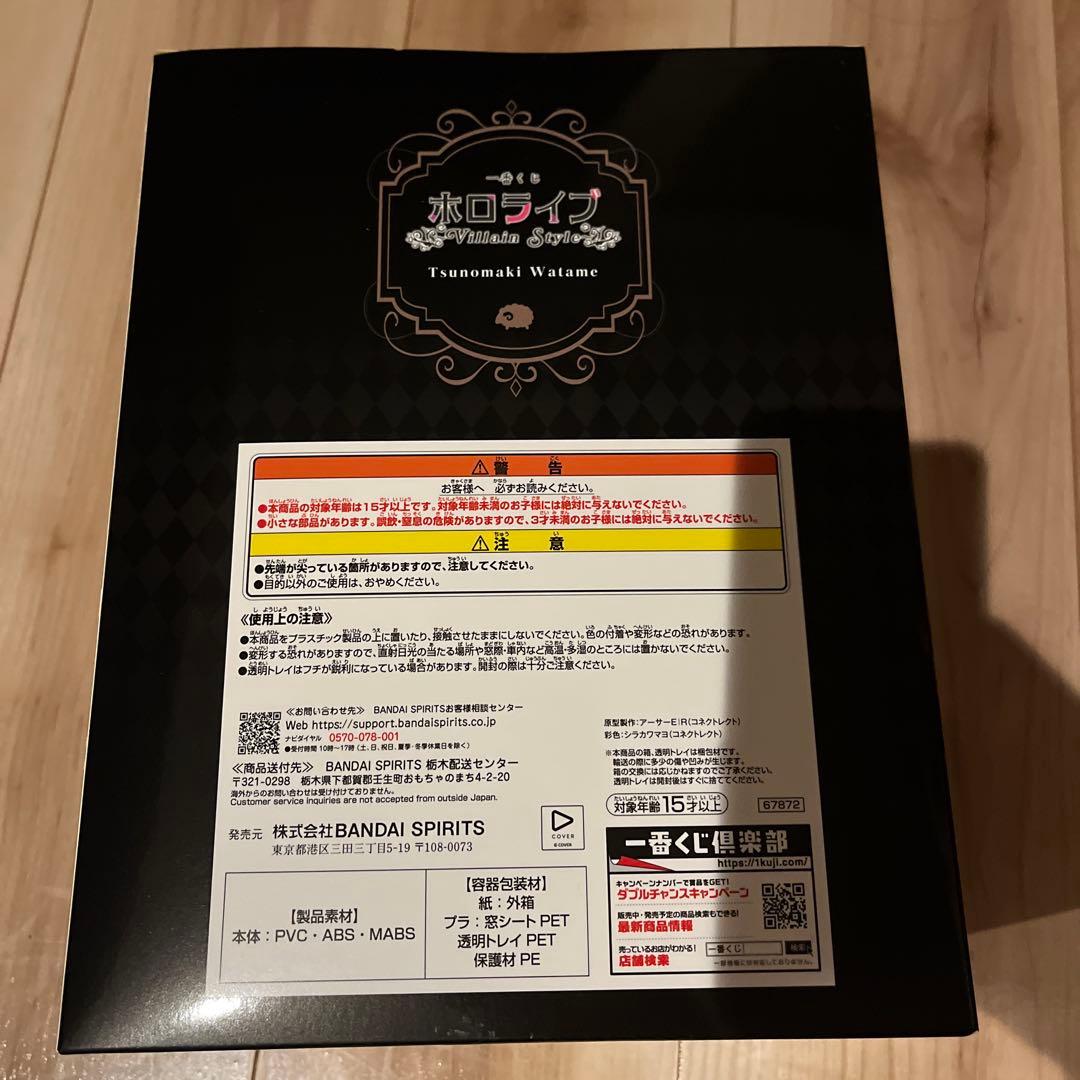 一番くじ
ホロライブ
Villain Style
Tsunomaki Watame
⚠警告
お客様へ 必ずお読みください。
●本商品の対象年齢は15才以上です。対象年齢未満のお子様には絶対に与えないでください。
●小さな部品があります。誤飲・窒息の危険がありますので、3才未満のお子様には絶対に与えないでください。
⚠注意
●先端が尖っている箇所がありますので、注意してください。
●目的以外のご使用は、おやめください。
《使用上の注意》
●本商品をプラスチック製品の上に置いたり、接触させたままにしないでください。色の付着や変形などの恐れがあります。
●変形する恐れがありますので、直射日光の当たる場所や窓際・車内など高温・多湿のところには置かないでください。
●透明トレイはフチが鋭利になっている場合があります。開封の際は十分ご注意ください。
≪お問い合わせ先≫ BANDAI SPIRITSお客様相談センター
Web https://support.bandaispirits.co.jp
ナビダイヤル 0570-078-001
●受付時間 10時～17時(土、日、祝日、夏季・冬季休業日を除く)
≪商品送付先≫ BANDAI SPIRITS 栃木配送センター
〒321-0298 栃木県下都賀郡壬生町おもちゃのまち4-2-20
海外からのお問い合わせは受け付けておりません。
Customer service inquiries are not accepted from outside Japan.
発売元 株式会社BANDAI SPIRITS
東京都港区三田三丁目5-19 〒108-0073
COVER
© COVER
原型製作：アーサーE|R(コネクトレクト)
彩色：シラカワマヨ(コネクトレクト)
※本商品の箱、透明トレイは梱包材です。
輸送の際に多少の傷や凹みが生じます。
箱の交換には応じかねますのでご了承ください。
透明トレイは開封後はすぐに捨ててください。
対象年齢15才以上
67872
一番くじ倶楽部
https://1kuji.com/
キャンペーンナンバーで賞品をGET!
ダブルチャンスキャンペーン
販売中・発売予定の商品検索もできる!
最新商品情報
売っているお店がわかる!
店舗検索
一番くじ 検索
【製品素材】
本体：PVC・ABS・MABS
【容器包装材】
紙：外箱
プラ：窓シート PET
透明トレイ PET
保護材 PE